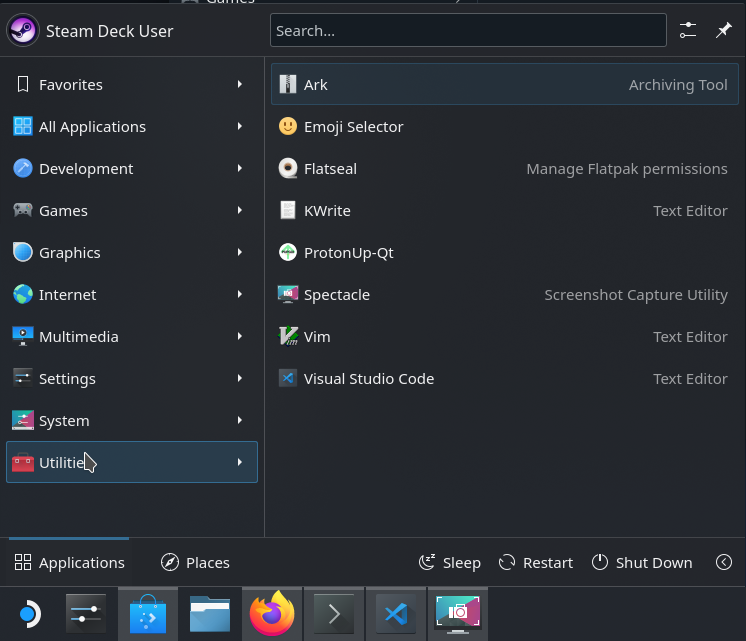 Games
Steam Deck User
Search...
Favorites
All Applications
Development
Games
Graphics
Internet
Multimedia
Settings
System
Utilitie
Ark Archiving Tool
Emoji Selector
Flatseal Manage Flatpak permissions
KWrite Text Editor
ProtonUp-Qt
Spectacle Screenshot Capture Utility
Vim Text Editor
Visual Studio Code Text Editor
Applications Places Sleep Restart Shut Down